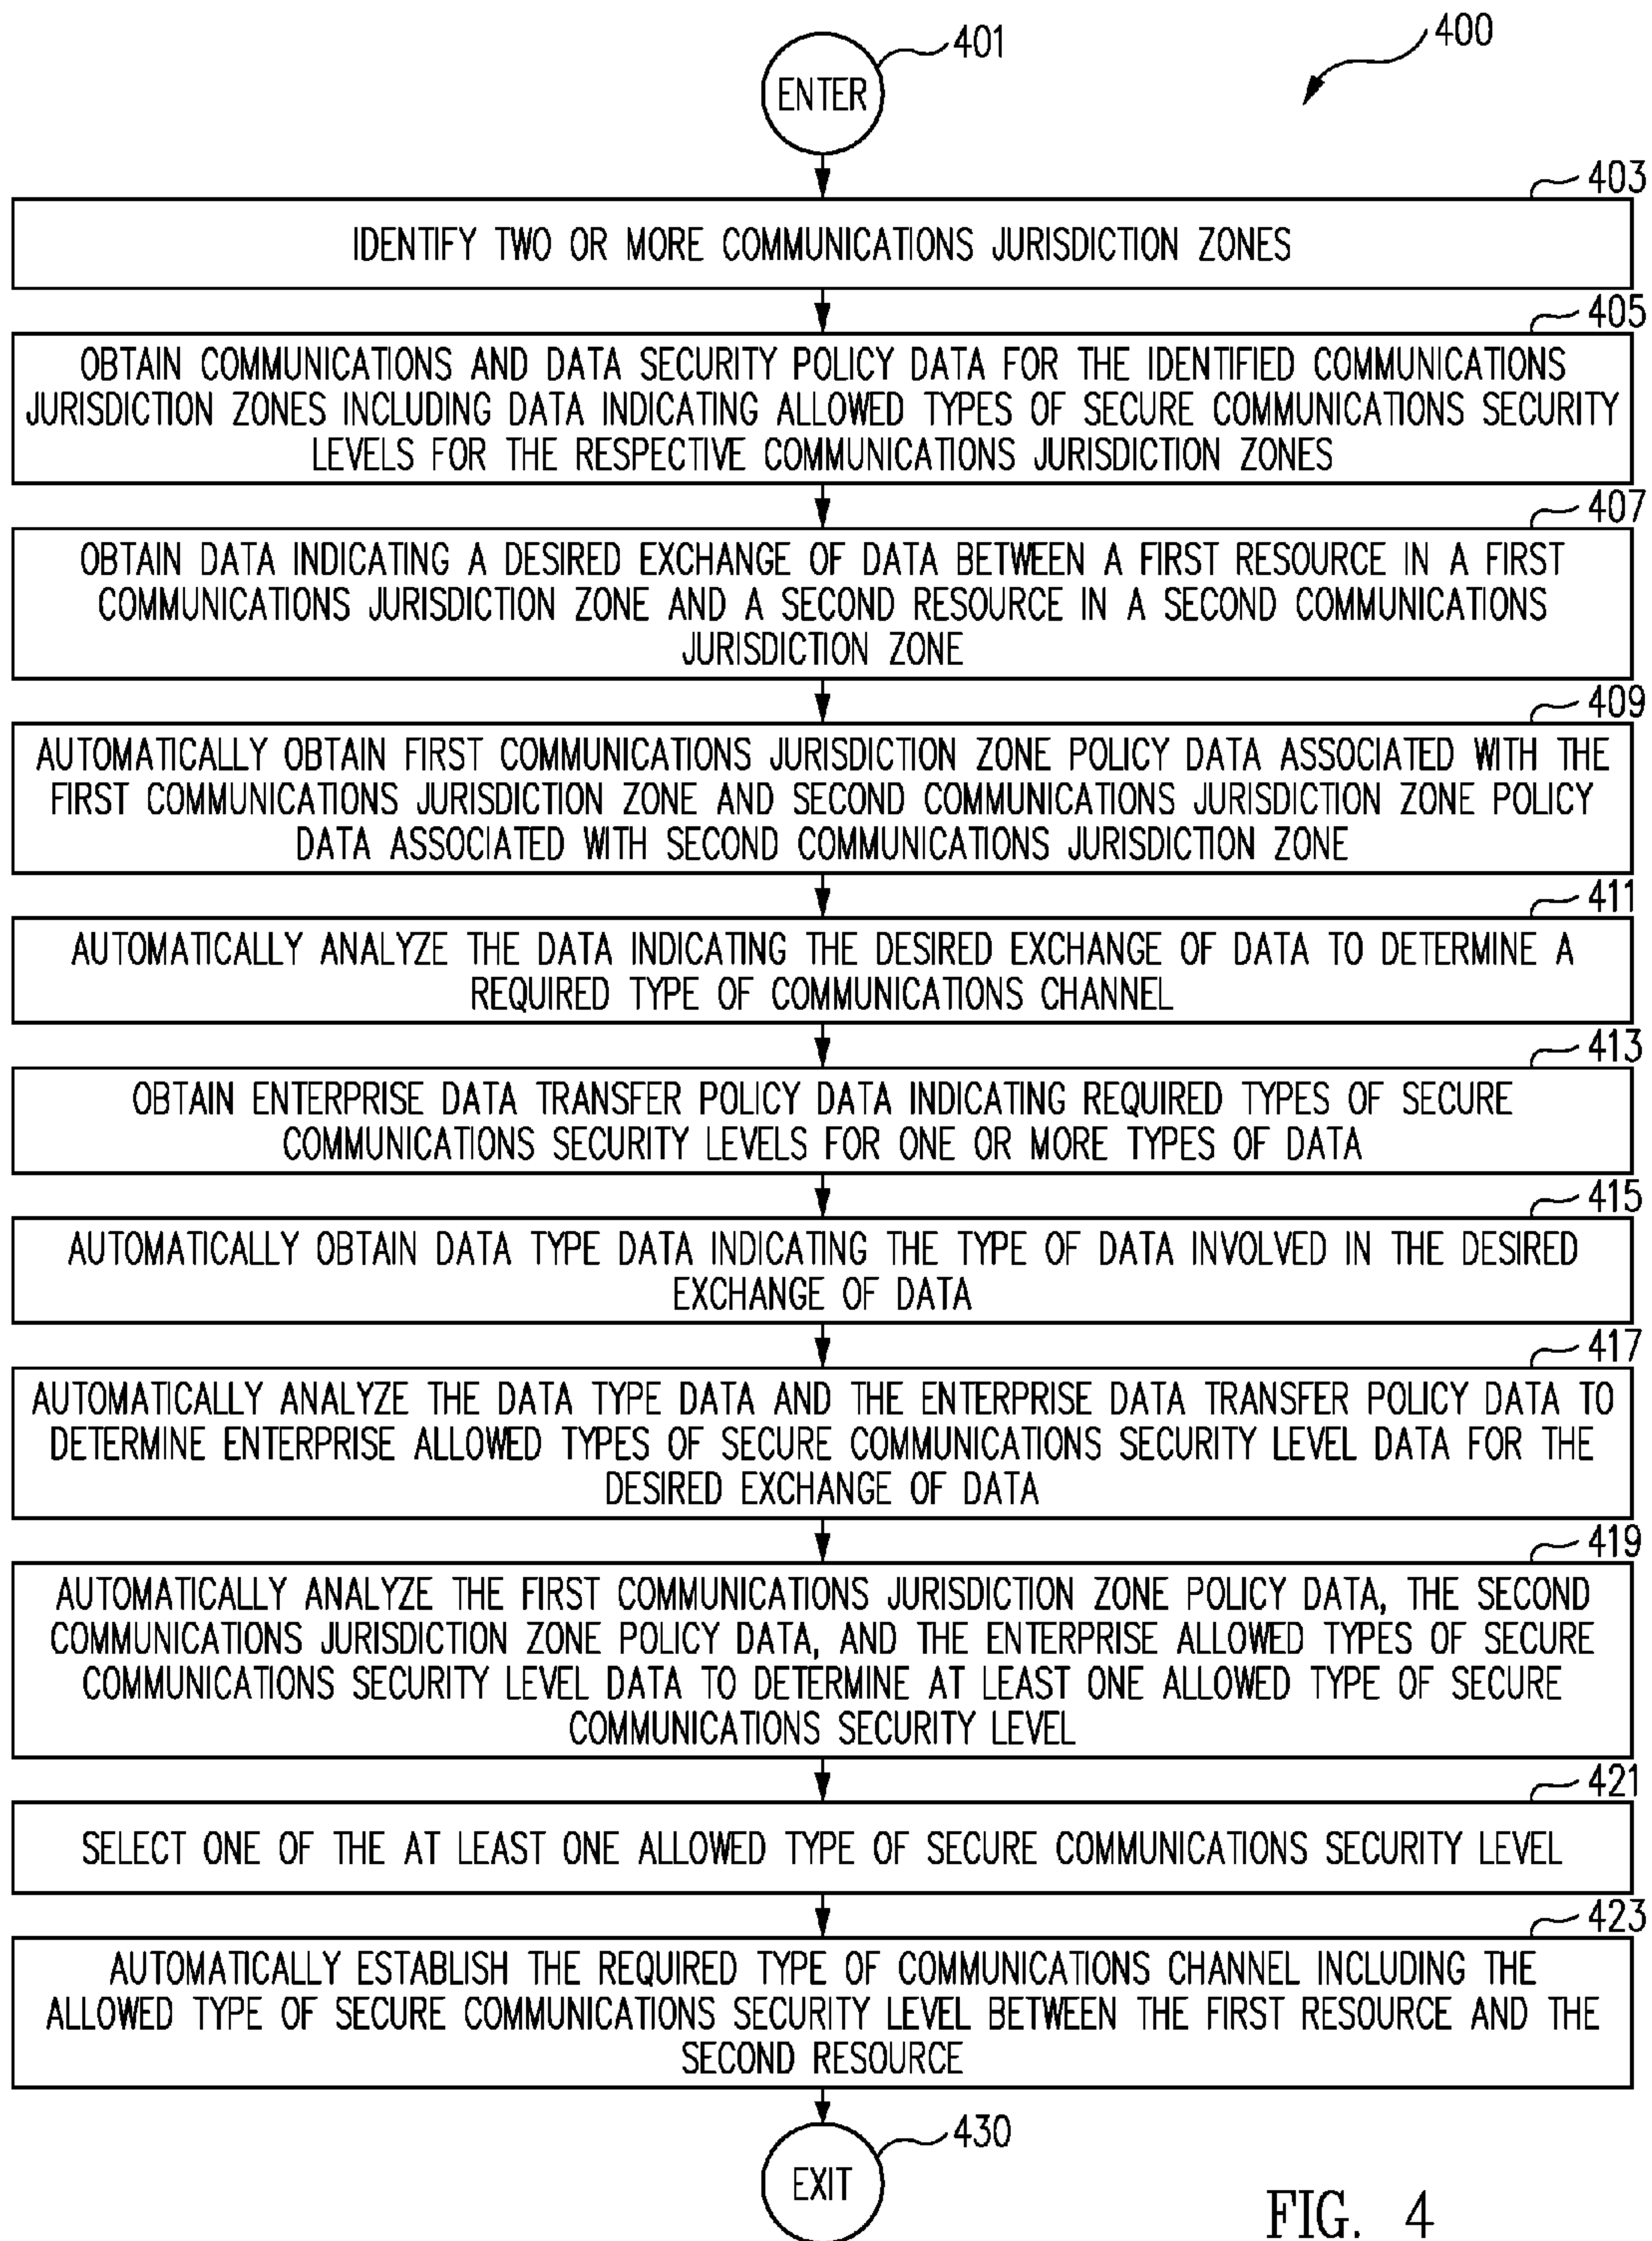 400
ENTER
401
403
IDENTIFY TWO OR MORE COMMUNICATIONS JURISDICTION ZONES
405
OBTAIN COMMUNICATIONS AND DATA SECURITY POLICY DATA FOR THE IDENTIFIED COMMUNICATIONS
JURISDICTION ZONES INCLUDING DATA INDICATING ALLOWED TYPES OF SECURE COMMUNICATIONS SECURITY
LEVELS FOR THE RESPECTIVE COMMUNICATIONS JURISDICTION ZONES
407
OBTAIN DATA INDICATING A DESIRED EXCHANGE OF DATA BETWEEN A FIRST RESOURCE IN A FIRST
COMMUNICATIONS JURISDICTION ZONE AND A SECOND RESOURCE IN A SECOND COMMUNICATIONS
JURISDICTION ZONE
409
AUTOMATICALLY OBTAIN FIRST COMMUNICATIONS JURISDICTION ZONE POLICY DATA ASSOCIATED WITH THE
FIRST COMMUNICATIONS JURISDICTION ZONE AND SECOND COMMUNICATIONS JURISDICTION ZONE POLICY
DATA ASSOCIATED WITH SECOND COMMUNICATIONS JURISDICTION ZONE
411
AUTOMATICALLY ANALYZE THE DATA INDICATING THE DESIRED EXCHANGE OF DATA TO DETERMINE A
REQUIRED TYPE OF COMMUNICATIONS CHANNEL
413
OBTAIN ENTERPRISE DATA TRANSFER POLICY DATA INDICATING REQUIRED TYPES OF SECURE
COMMUNICATIONS SECURITY LEVELS FOR ONE OR MORE TYPES OF DATA
415
AUTOMATICALLY OBTAIN DATA TYPE DATA INDICATING THE TYPE OF DATA INVOLVED IN THE DESIRED
EXCHANGE OF DATA
417
AUTOMATICALLY ANALYZE THE DATA TYPE DATA AND THE ENTERPRISE DATA TRANSFER POLICY DATA TO
DETERMINE ENTERPRISE ALLOWED TYPES OF SECURE COMMUNICATIONS SECURITY LEVEL DATA FOR THE
DESIRED EXCHANGE OF DATA
419
AUTOMATICALLY ANALYZE THE FIRST COMMUNICATIONS JURISDICTION ZONE POLICY DATA, THE SECOND
COMMUNICATIONS JURISDICTION ZONE POLICY DATA, AND THE ENTERPRISE ALLOWED TYPES OF SECURE
COMMUNICATIONS SECURITY LEVEL DATA TO DETERMINE AT LEAST ONE ALLOWED TYPE OF SECURE
COMMUNICATIONS SECURITY LEVEL
421
SELECT ONE OF THE AT LEAST ONE ALLOWED TYPE OF SECURE COMMUNICATIONS SECURITY LEVEL
423
AUTOMATICALLY ESTABLISH THE REQUIRED TYPE OF COMMUNICATIONS CHANNEL INCLUDING THE
ALLOWED TYPE OF SECURE COMMUNICATIONS SECURITY LEVEL BETWEEN THE FIRST RESOURCE AND THE
SECOND RESOURCE
430
EXIT
FIG. 4